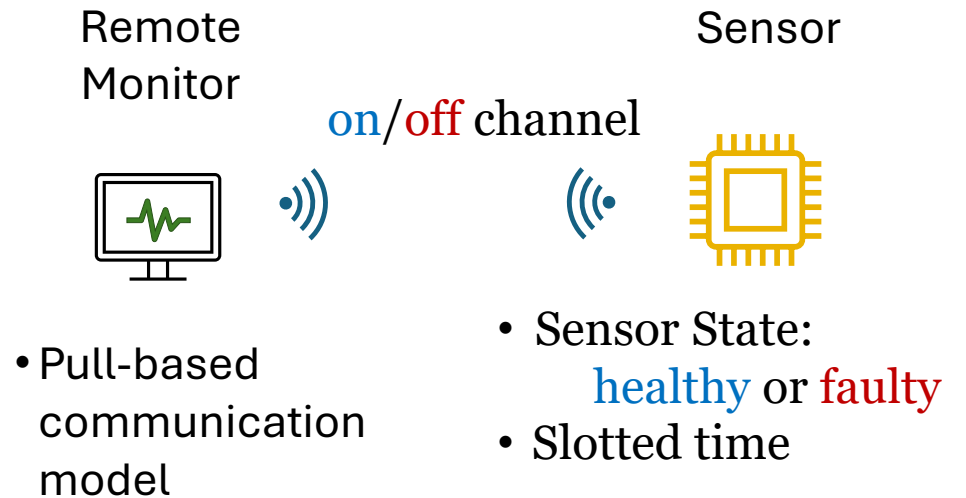 Remote
Monitor
Sensor
on/off channel
• Pull-based
communication
model
• Sensor State:
healthy or faulty
• Slotted time